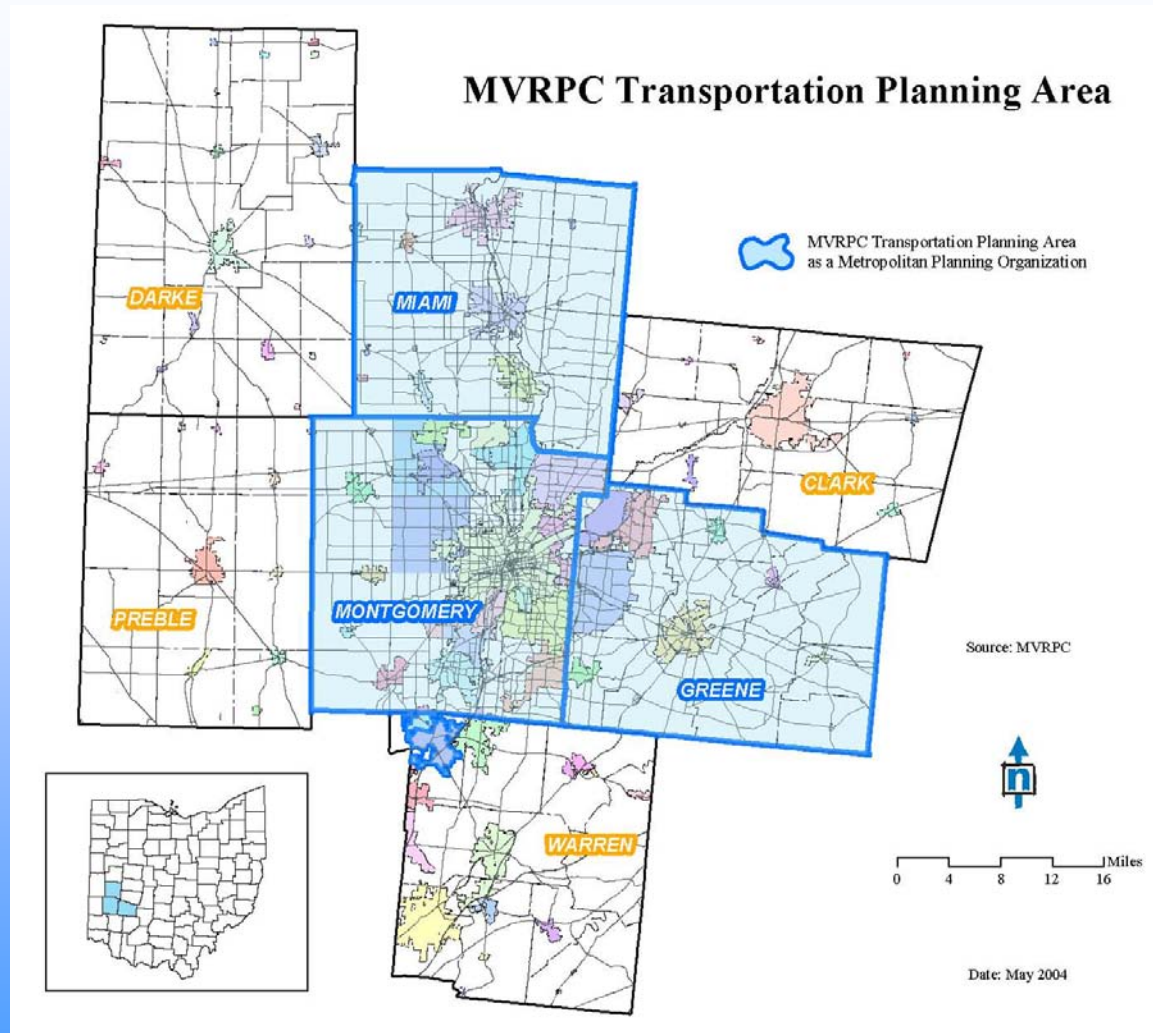 MVRPC Transportation Planning Area
MVRPC Transportation Planning Area
as a Metropolitan Planning Organization
DARKE
MIAMI
CLARK
PREBLE
MONTGOMERY
GREENE
Source: MVRPC
n
WARREN
Miles
0 4 8 12 16
Date: May 2004